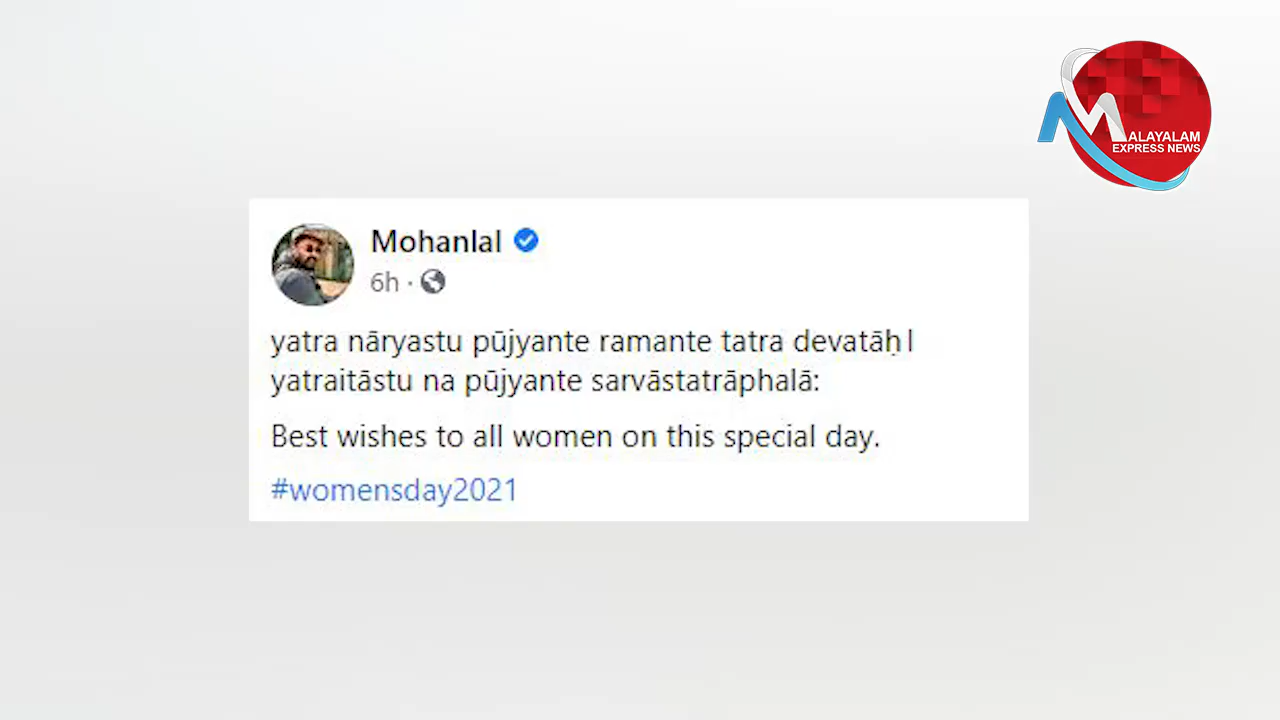 MALAYALAM
EXPRESS NEWS
Mohanlal
6h ·
yatra nāryastu pūjyante ramante tatra devatāḥ।
yatraitāstu na pūjyante sarvāstatrāphalā:
Best wishes to all women on this special day.
#womensday2021